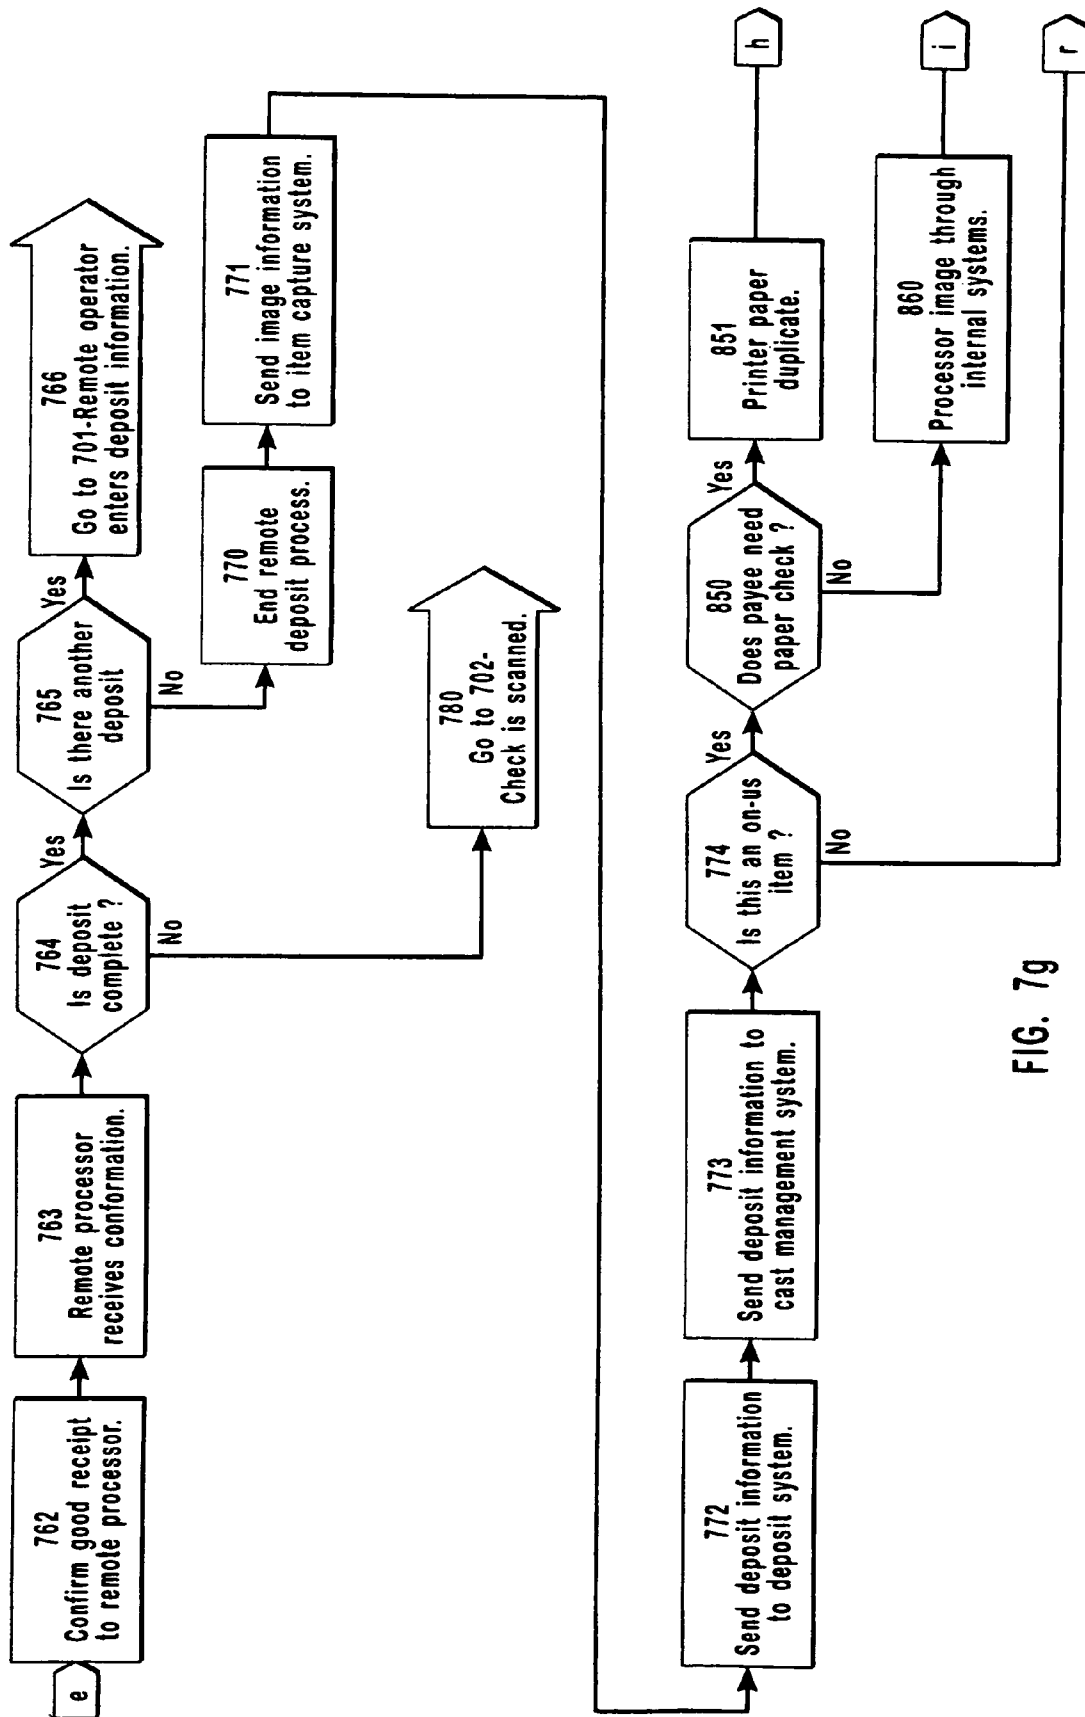 e
762
Confirm good receipt
to remote processor.
763
Remote processor
receives conformation.
764
Is deposit
complete ?
Yes
No
765
Is there another
deposit
Yes
No
766
Go to 701-Remote operator
enters deposit information.
770
End remote
deposit process.
771
Send image information
to item capture system.
780
Go to 702-
Check is scanned.
772
Send deposit information
to deposit system.
773
Send deposit information to
cast management system.
774
Is this an on-us
item ?
Yes
No
850
Does payee need
paper check ?
Yes
No
851
Printer paper
duplicate.
860
Processor image through
internal systems.
h
i
r
FIG. 7g